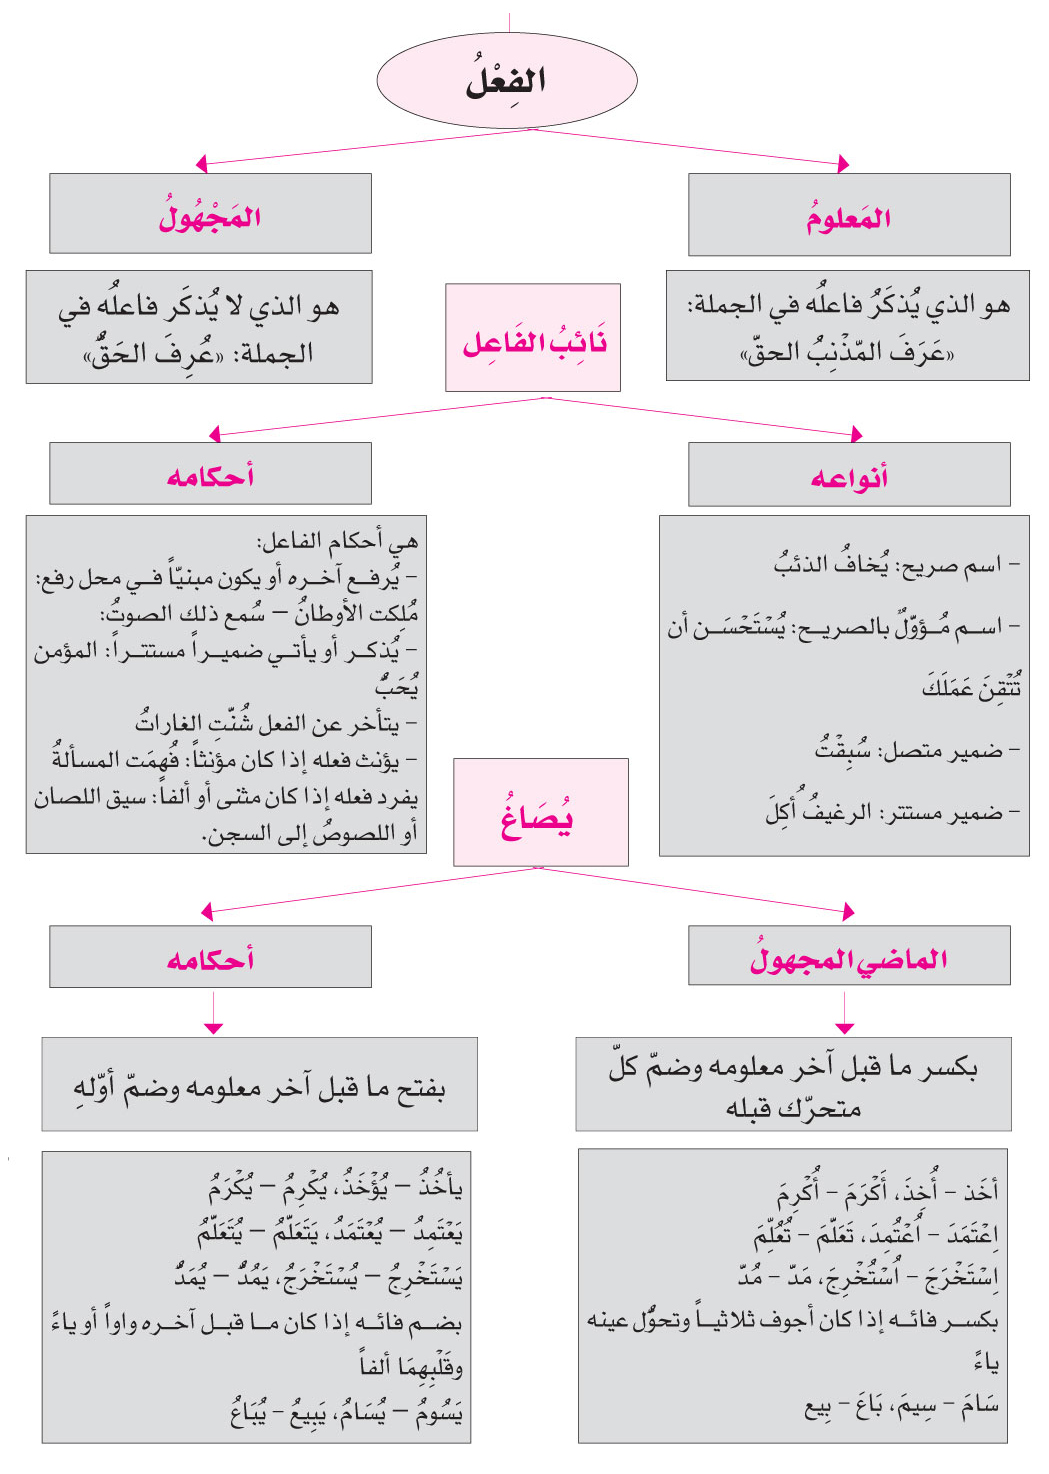 الفِعْلُ
المَعلومُ
المَجْهُولُ
هو الذي يُذكَرُ فاعلُه في الجملة:
«عَرَفَ المّذْنِبُ الحقّ»
هو الذي لا يُذكَر فاعلُه في
الجملة: «عُرِفَ الحَقُّ»
نَائِبُ الفَاعِل
أنواعه
أحكامه
– اسم صريح: يُخافُ الذئبُ
– اسم مُؤوّلٌ بالصريح: يُسْتَحْسَن أن
تُتْقِنَ عَمَلَكَ
– ضمير متصل: سُبِقْتُ
– ضمير مستتر: الرغيفُ أُكِلَ
هي أحكام الفاعل:
– يُرفع آخره أو يكون مبنيّاً في محل رفع:
مُلِكت الأوطانُ – سُمع ذلك الصوتُ:
– يُذكر أو يأتي ضميراً مستتراً: المؤمن
يُحَبُّ
– يتأخر عن الفعل شُنّتِ الغاراتُ
– يؤنث فعله إذا كان مؤنثاً: فُهِمَت المسألةُ
يفرد فعله إذا كان مثنى أو ألفاً: سيق اللصان
أو اللصوصُ إلى السجن.
يُصَاغُ
الماضي المجهولُ
أحكامه
بكسر ما قبل آخر معلومه وضمّ كلّ
متحرّك قبله
بفتح ما قبل آخر معلومه وضمّ أوّلهِ
أخَذ – أُخِذَ، أَكْرَمَ – أُكْرِمَ
اِعْتَمَدَ – اُعْتُمِدَ، تَعَلّمَ – تُعُلِّمَ
اِسْتَخْرَجَ – اُسْتُخْرِجَ، مَدّ – مُدّ
بكسر فائه إذا كان أجوف ثلاثياً وتحوُّل عينه
ياءً
سَامَ – سِيمَ، بَاعَ – بِيع
يأخُذُ – يُؤْخَذُ، يُكْرِمُ – يُكْرَمُ
يَعْتَمِدُ – يُعْتَمَدُ، يَتَعَلّمُ – يُتَعَلّمُ
يَسْتَخْرِجُ – يُسْتَخْرَجُ، يَمُدُّ – يُمَدُّ
بضم فائه إذا كان ما قبل آخره واواً أو ياءً
وقَلْبِهِمَا ألفاً
يَسُومُ – يُسَامُ، يَبِيعُ – يُبَاعُ